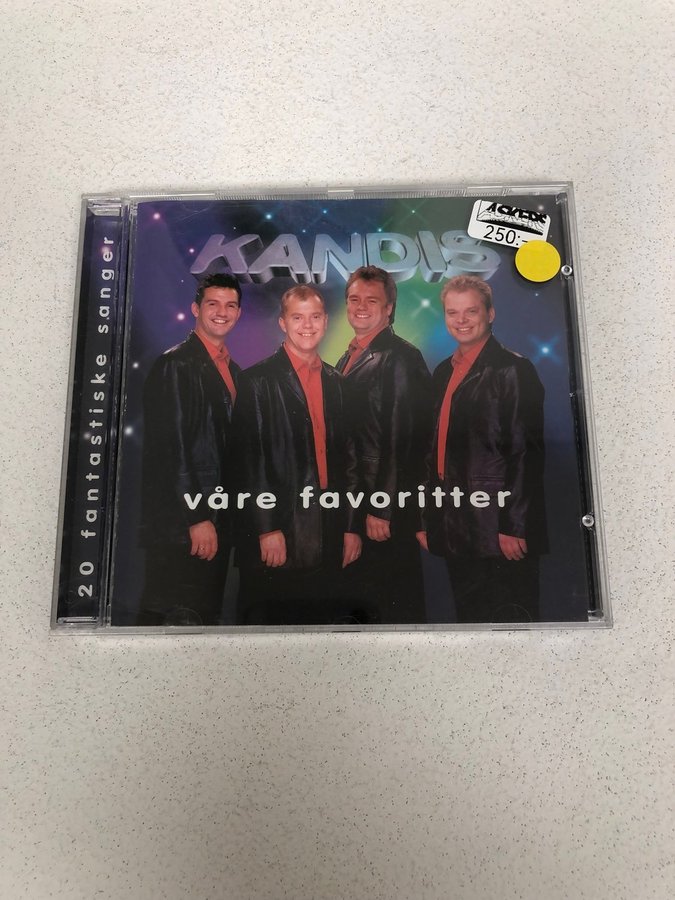 KANDIS
250:-
våre favoritter
20 fantastiske sanger